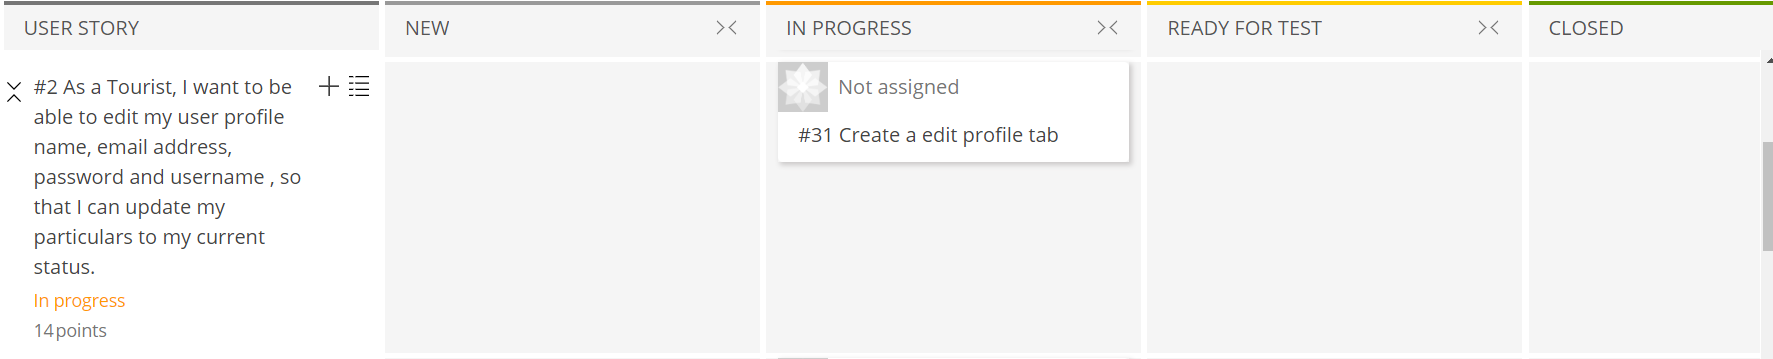 USER STORY
NEW
IN PROGRESS
READY FOR TEST
CLOSED
#2 As a Tourist, I want to be
able to edit my user profile
name, email address,
password and username , so
that I can update my
particulars to my current
status.
In progress
14 points
Not assigned
#31 Create a edit profile tab